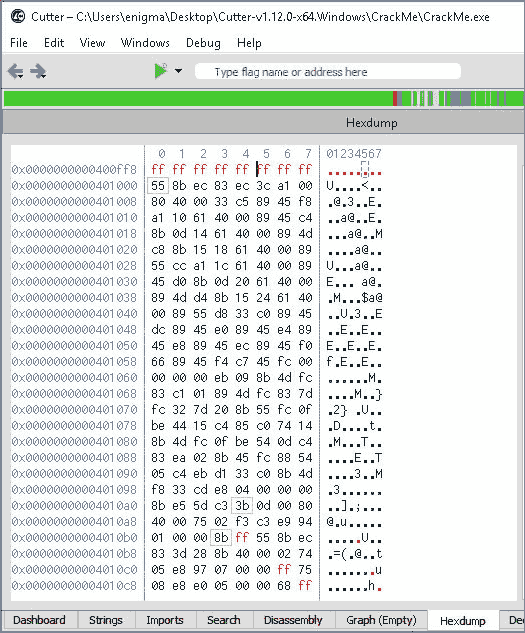 Cutter – C:\Users\enigma\Desktop\Cutter-v1.12.0-x64.Windows\CrackMe\CrackMe.exe
File Edit View Windows Debug Help
Type flag name or address here
Hexdump
0 1 2 3 4 5 6 7 01234567
0x0000000000400ff8 ff ff ff ff ff ff ff ff ........
0x0000000000401000 55 8b ec 83 ec 3c a1 00 U....<..
0x0000000000401008 80 40 00 33 c5 89 45 f8 .@.3..E.
0x0000000000401010 a1 10 61 40 00 89 45 c4 ..a@..E.
0x0000000000401018 8b 0d 14 61 40 00 89 4d ...a@..M
0x0000000000401020 c8 8b 15 18 61 40 00 89 ....a@..
0x0000000000401028 55 cc a1 1c 61 40 00 89 U...a@..
0x0000000000401030 45 d0 8b 0d 20 61 40 00 E... a@.
0x0000000000401038 89 4d d4 8b 15 24 61 40 .M...$a@
0x0000000000401040 00 89 55 d8 33 c0 89 45 ..U.3..E
0x0000000000401048 dc 89 45 e0 89 45 e4 89 ..E..E..
0x0000000000401050 45 e8 89 45 ec 89 45 f0 E..E..E.
0x0000000000401058 66 89 45 f4 c7 45 fc 00 f.E..E..
0x0000000000401060 00 00 00 eb 09 8b 4d fc ......M.
0x0000000000401068 83 c1 01 89 4d fc 83 7d ....M..}
0x0000000000401070 fc 32 7d 20 8b 55 fc 0f .2} .U..
0x0000000000401078 be 44 15 c4 85 c0 74 14 .D....t.
0x0000000000401080 8b 4d fc 0f be 54 0d c4 .M...T..
0x0000000000401088 83 ea 02 8b 45 fc 88 54 ....E..T
0x0000000000401090 05 c4 eb d1 33 c0 8b 4d ....3..M
0x0000000000401098 f8 33 cd e8 04 00 00 00 .3......
0x00000000004010a0 8b e5 5d c3 3b 0d 00 80 ..].;...
0x00000000004010a8 40 00 75 02 f3 c3 e9 94 @.u.....
0x00000000004010b0 01 00 00 8b ff 55 8b ec .....U..
0x00000000004010b8 83 3d 28 8b 40 00 02 74 .=(.@..t
0x00000000004010c0 05 e8 97 07 00 00 ff 75 .......u
0x00000000004010c8 08 e8 e0 05 00 00 68 ff ......h.
Dashboard Strings Imports Search Disassembly Graph (Empty) Hexdump